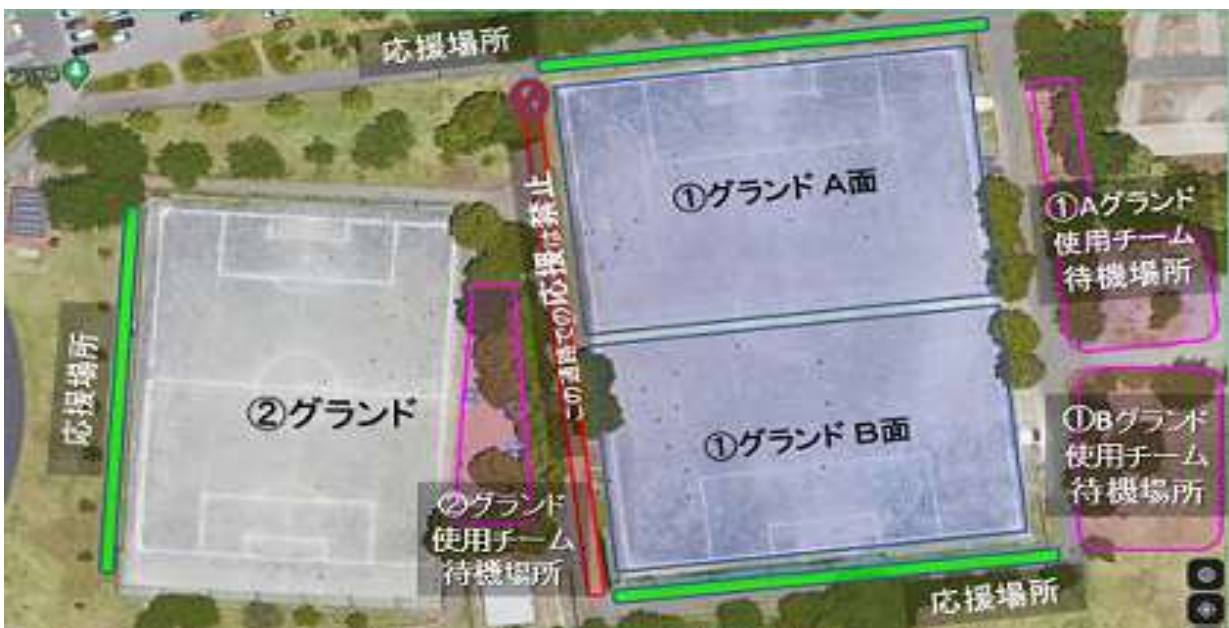 応援場所
①グランド A面
①Aグランド
使用チーム
待機場所
この通路での応援は禁止
応援場所
②グランド
①グランド B面
①Bグランド
使用チーム
待機場所
②グランド
使用チーム
待機場所
応援場所